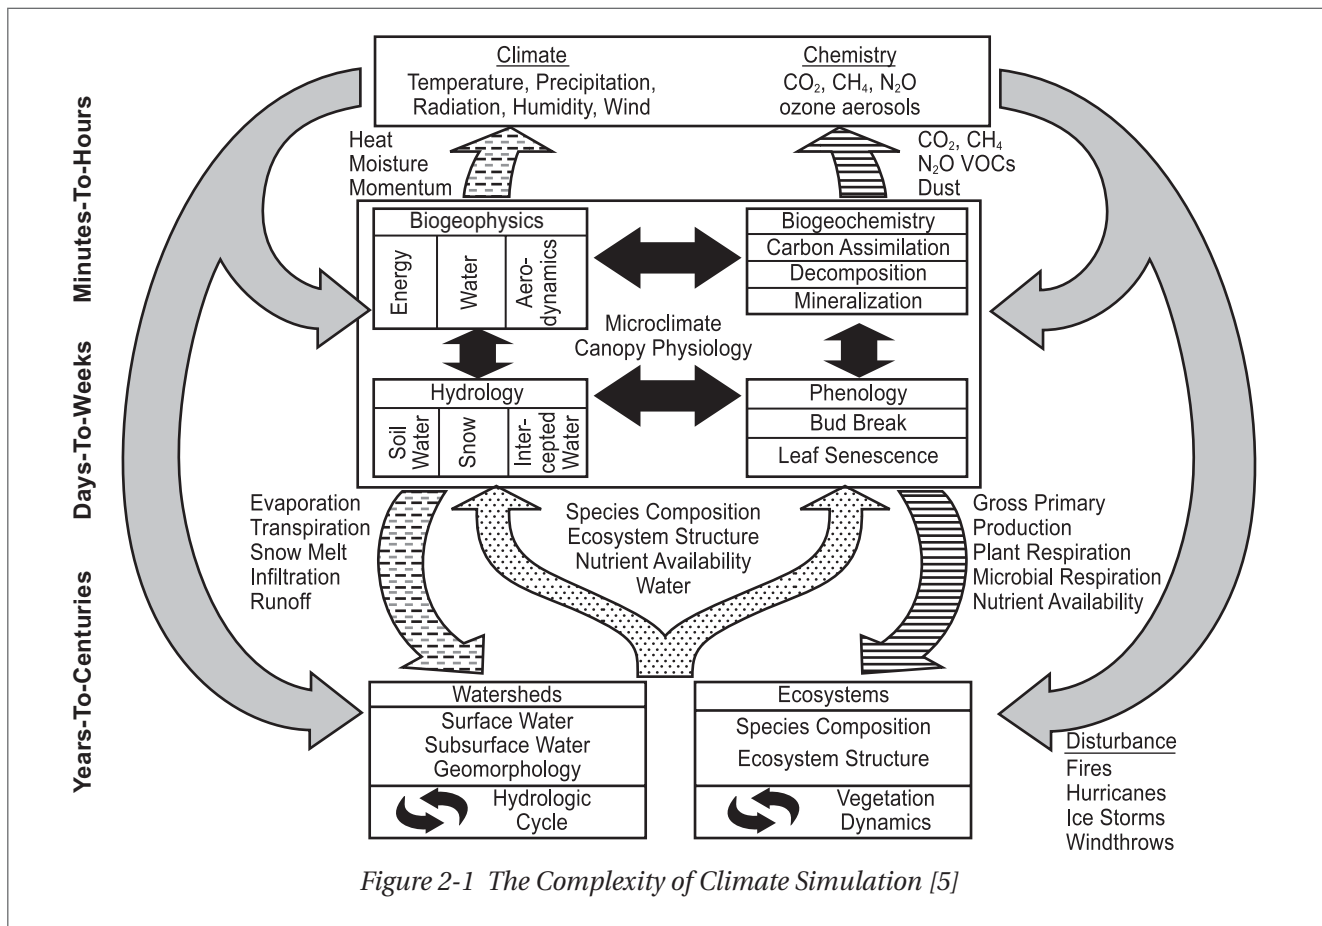 Minutes-To-Hours
Days-To-Weeks
Years-To-Centuries
Climate
Temperature, Precipitation,
Radiation, Humidity, Wind
Chemistry
CO₂, CH₄, N₂O
ozone aerosols
Heat
Moisture
Momentum
CO₂, CH₄
N₂O VOCs
Dust
Biogeophysics
Energy
Water
Aero-
dynamics
Biogeochemistry
Carbon Assimilation
Decomposition
Mineralization
Microclimate
Canopy Physiology
Hydrology
Soil
Water
Snow
Inter-
cepted
Water
Phenology
Bud Break
Leaf Senescence
Evaporation
Transpiration
Snow Melt
Infiltration
Runoff
Species Composition
Ecosystem Structure
Nutrient Availability
Water
Gross Primary
Production
Plant Respiration
Microbial Respiration
Nutrient Availability
Watersheds
Surface Water
Subsurface Water
Geomorphology
Hydrologic
Cycle
Ecosystems
Species Composition
Ecosystem Structure
Vegetation
Dynamics
Disturbance
Fires
Hurricanes
Ice Storms
Windthrows
Figure 2-1 The Complexity of Climate Simulation [5]